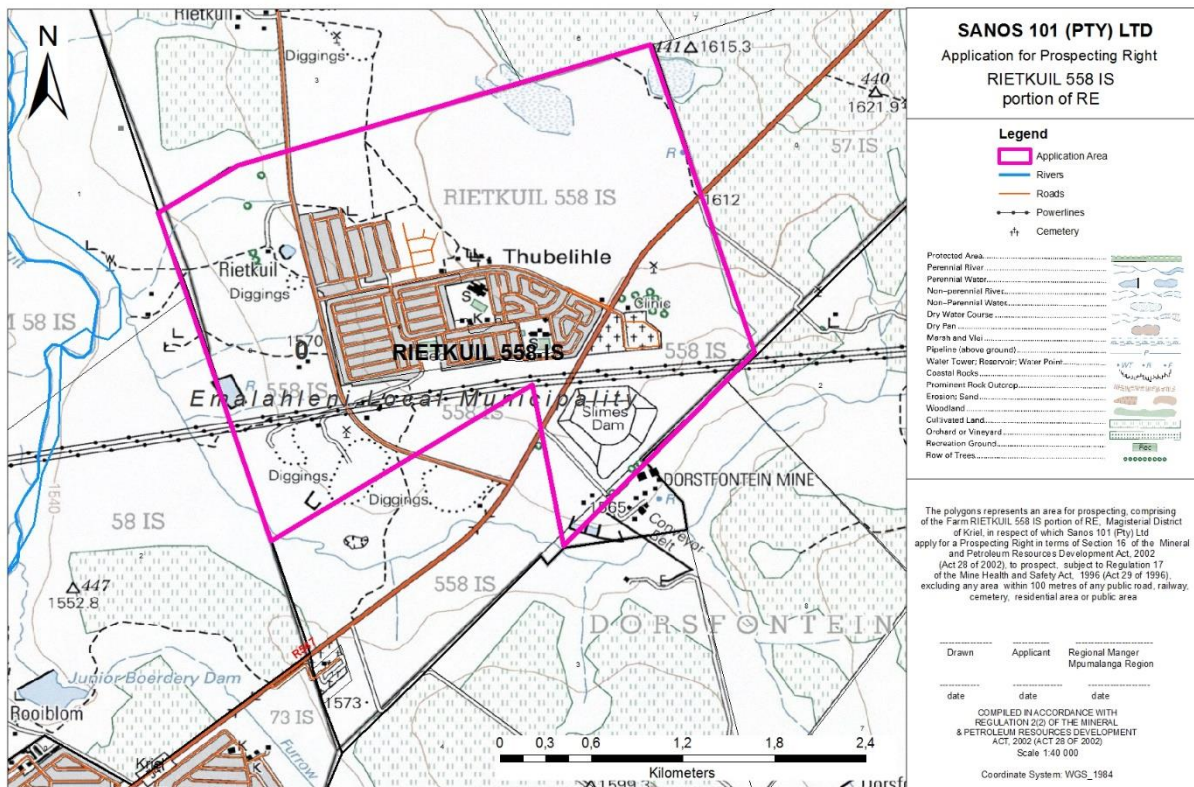 Rietkuil
Diggings
441 1615.3
440
1621.9
N
57 IS
R
RIETKUIL 558 IS
1612
Thubelihle
Rietkuil
Diggings
S
Clinic
K
1570
RIETKUIL 558 IS
558 IS
M 58 IS
558 IS
R
Emalahleni Local Municipality
558 IS
Slimes
Dam
Diggings
Diggings
DORSTFONTEIN MINE
R
1565
Conveyor
Belt
1540
58 IS
447
1552.8
558 IS
DORSFONTEIN
R547
Junior Boerdery Dam
Rooiblom
1573
73 IS
Kriel
K
K
K
Furrow
0 0,3 0,6 1,2 1,8 2,4
Kilometers
1599.3
Dorsf
SANOS 101 (PTY) LTD
Application for Prospecting Right
RIETKUIL 558 IS
portion of RE
Legend
Application Area
Rivers
Roads
Powerlines
Cemetery
Protected Area
Perennial River
Perennial Water
Non-perennial River
Non-Perennial Water
Dry Water Course
Dry Pan
Marsh and Vlei
Pipeline (above ground)
Water Tower; Reservoir; Water Point
WT R F
Coastal Rocks
Prominent Rock Outcrop
Erosion; Sand
Woodland
Cultivated Land
Orchard or Vineyard
Recreation Ground
Rec
Row of Trees
The polygons represents an area for prospecting, comprising
of the Farm RIETKUIL 558 IS portion of RE, Magisterial District
of Kriel, in respect of which Sanos 101 (Pty) Ltd
apply for a Prospecting Right in terms of Section 16 of the Mineral
and Petroleum Resources Development Act, 2002
(Act 28 of 2002), to prospect, subject to Regulation 17
of the Mine Health and Safety Act, 1996 (Act 29 of 1996),
excluding any area within 100 metres of any public road, railway,
cemetery, residential area or public area
Drawn Applicant Regional Manger
Mpumalanga Region
date date date
COMPILED IN ACCORDANCE WITH
REGULATION 2(2) OF THE MINERAL
& PETROLEUM RESOURCES DEVELOPMENT
ACT, 2002 (ACT 28 OF 2002)
Scale 1:40 000
Coordinate System: WGS_1984